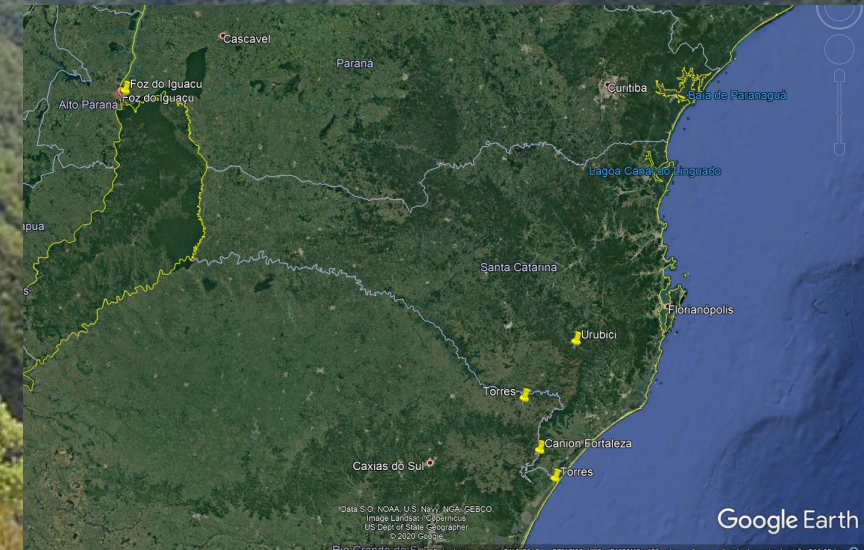 Cascavel
Paraná
Foz do Iguacu
Alto Paraná
Foz do Iguaçu
Curitiba
Baia de Paranaguá
Lagoa Canal do Linguado
apua
s
Santa Catarina
Florianópolis
Urubici
Torres
Canion Fortaleza
Caxias do Sul
Torres
Data SIO, NOAA, U.S. Navy, NGA, GEBCO
Image Landsat / Copernicus
US Dept of State Geographer
© 2020 Google
Google Earth